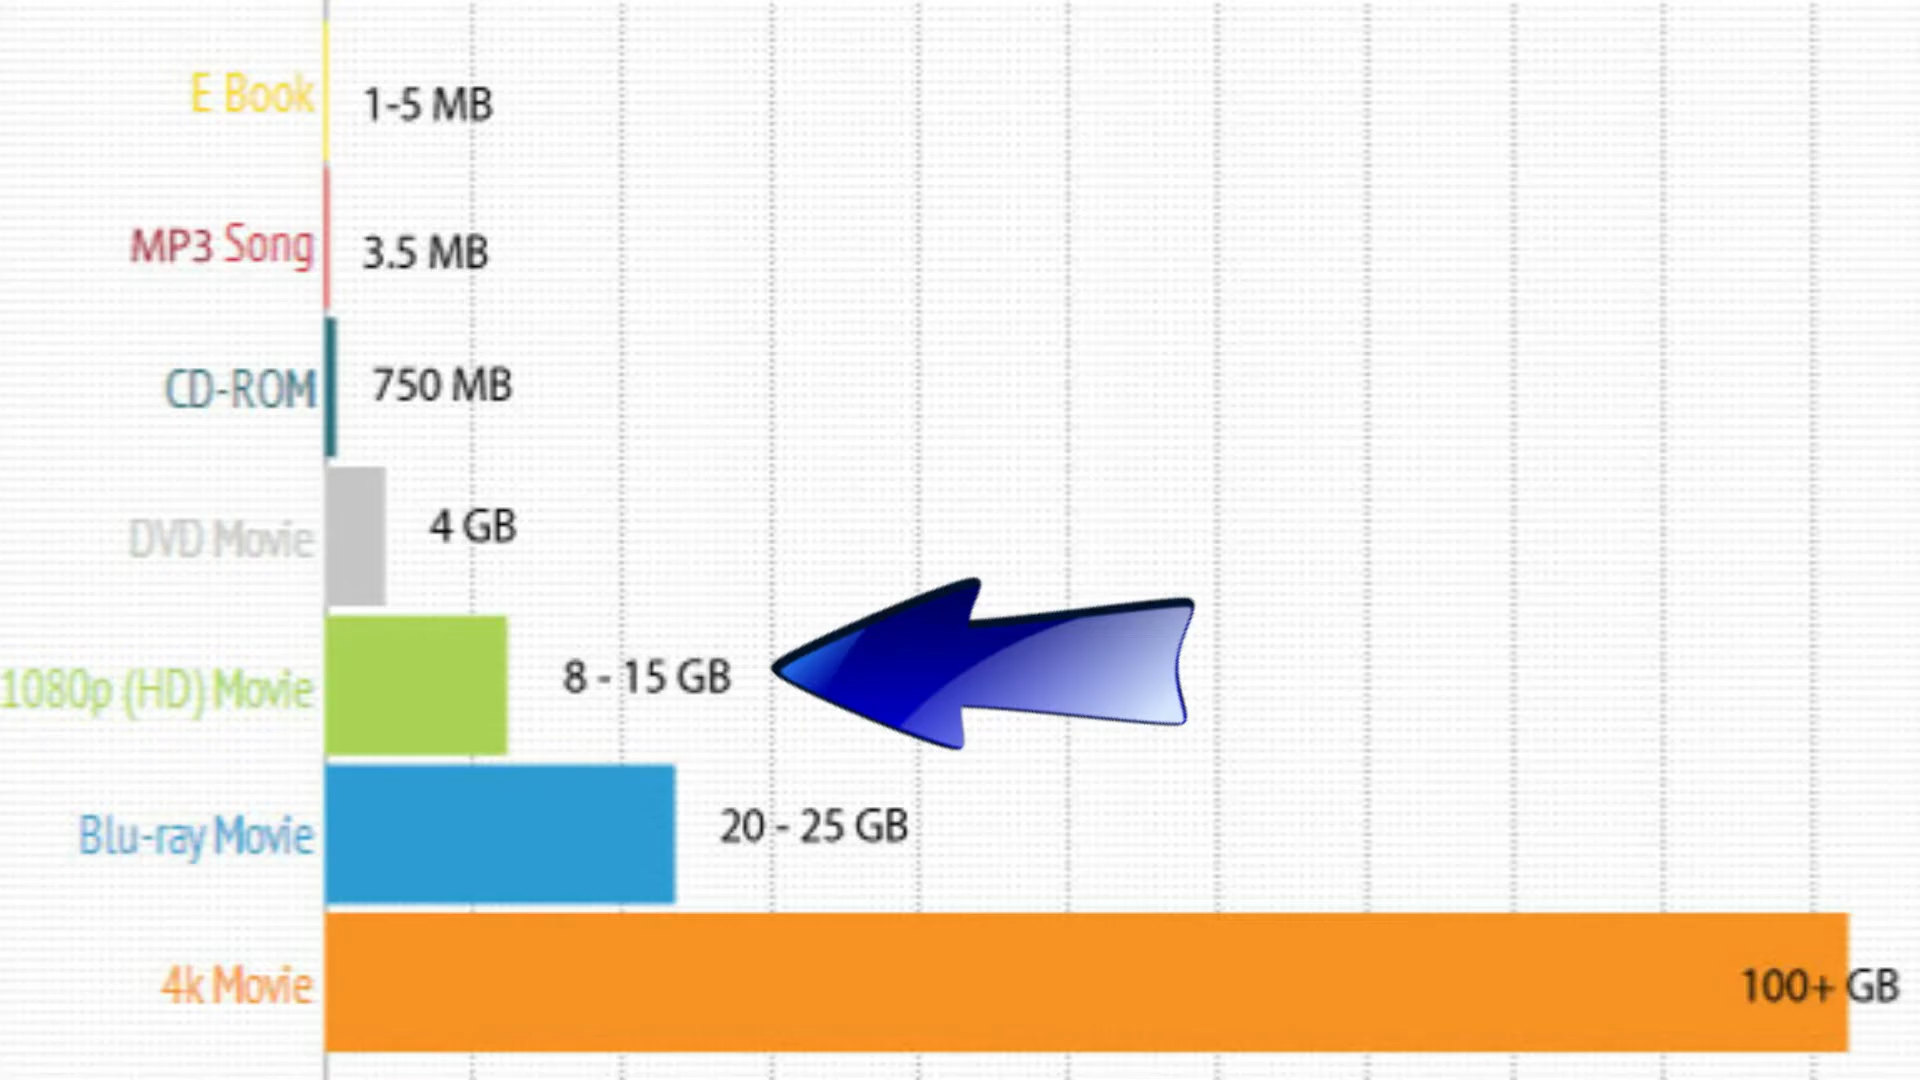 E Book 1-5 MB
MP3 Song 3.5 MB
CD-ROM 750 MB
DVD Movie 4 GB
1080p (HD) Movie 8 - 15 GB
Blu-ray Movie 20 - 25 GB
4k Movie 100+ GB